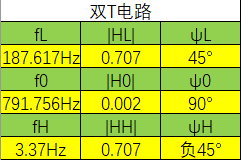 双T电路
fL |HL| ψL
187.617Hz 0.707 45°
f0 |H0| ψ0
791.756Hz 0.002 90°
fH |HH| ψH
3.37Hz 0.707 负45°